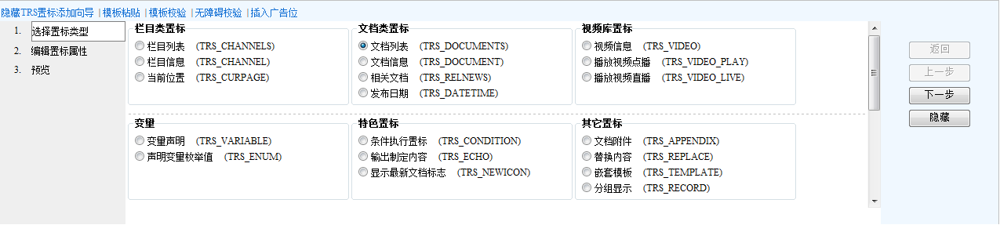 隐藏TRS置标添加向导 | 模板粘贴 | 模板校验 | 无障碍校验 | 插入广告位
1. 选择置标类型
2. 编辑置标属性
3. 预览
栏目类置标
栏目列表 (TRS_CHANNELS)
栏目信息 (TRS_CHANNEL)
当前位置 (TRS_CURPAGE)
文档类置标
文档列表 (TRS_DOCUMENTS)
文档信息 (TRS_DOCUMENT)
相关文档 (TRS_RELNEWS)
发布日期 (TRS_DATETIME)
视频库置标
视频信息 (TRS_VIDEO)
播放视频点播 (TRS_VIDEO_PLAY)
播放视频直播 (TRS_VIDEO_LIVE)
变量
变量声明 (TRS_VARIABLE)
声明变量枚举值 (TRS_ENUM)
特色置标
条件执行置标 (TRS_CONDITION)
输出制定内容 (TRS_ECHO)
显示最新文档标志 (TRS_NEWICON)
其它置标
文档附件 (TRS_APPENDIX)
替换内容 (TRS_REPLACE)
嵌套模板 (TRS_TEMPLATE)
分组显示 (TRS_RECORD)
返回
上一步
下一步
隐藏